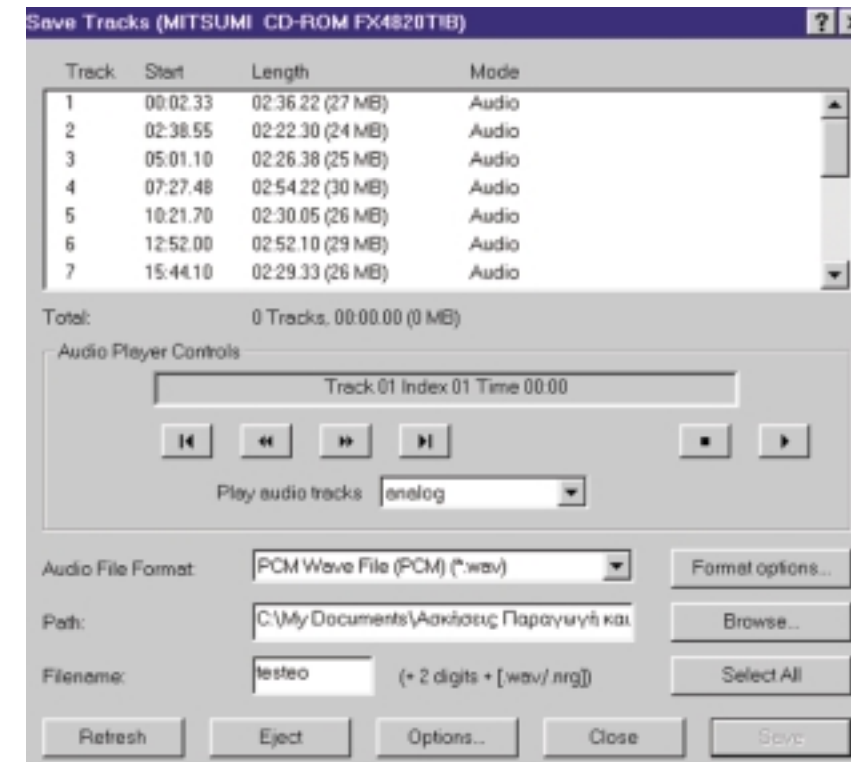 Save Tracks (MITSUMI CD-ROM FX4820T!B)
Track Start Length Mode
1 00:02.33 02:36.22 (27 MB) Audio
2 02:38.55 02:22.30 (24 MB) Audio
3 05:01.10 02:26.38 (25 MB) Audio
4 07:27.48 02:54.22 (30 MB) Audio
5 10:21.70 02:30.05 (26 MB) Audio
6 12:52.00 02:52.10 (29 MB) Audio
7 15:44.10 02:29.33 (26 MB) Audio
Total: 0 Tracks, 00:00.00 (0 MB)
Audio Player Controls
Track 01 Index 01 Time 00:00
Play audio tracks analog
Audio File Format: PCM Wave File (PCM) (*.wav) Format options...
Path: C:\My Documents\Ασκήσεις Παραγωγή και Browse...
Filename: testeo (+ 2 digits + [.wav/.nrg]) Select All
Refresh Eject Options... Close Save